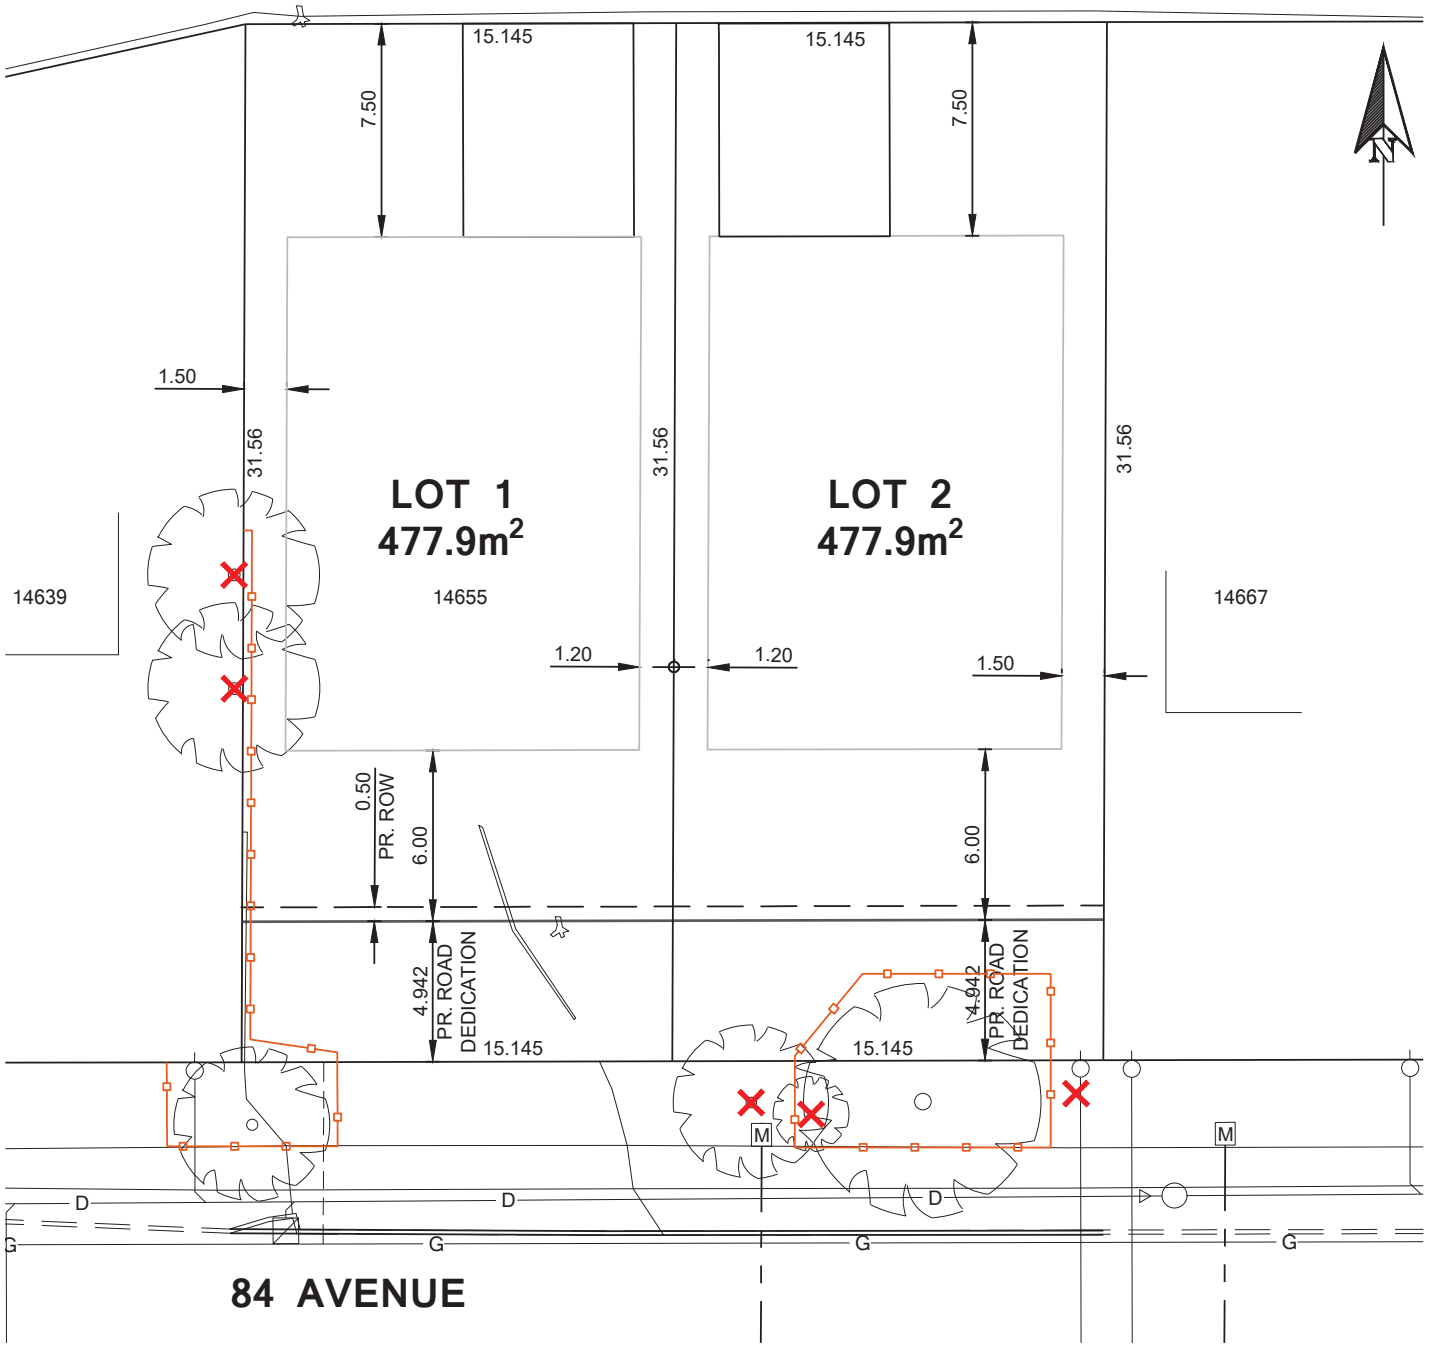 15.145
15.145
7.50
7.50
N
1.50
31.56
31.56
31.56
LOT 1
477.9m²
LOT 2
477.9m²
14639
14655
14667
1.20
1.20
1.50
0.50
PR. ROW
6.00
6.00
4.942
PR. ROAD
DEDICATION
4.942
PR. ROAD
DEDICATION
15.145
15.145
M
M
D
D
D
G
G
G
G
84 AVENUE